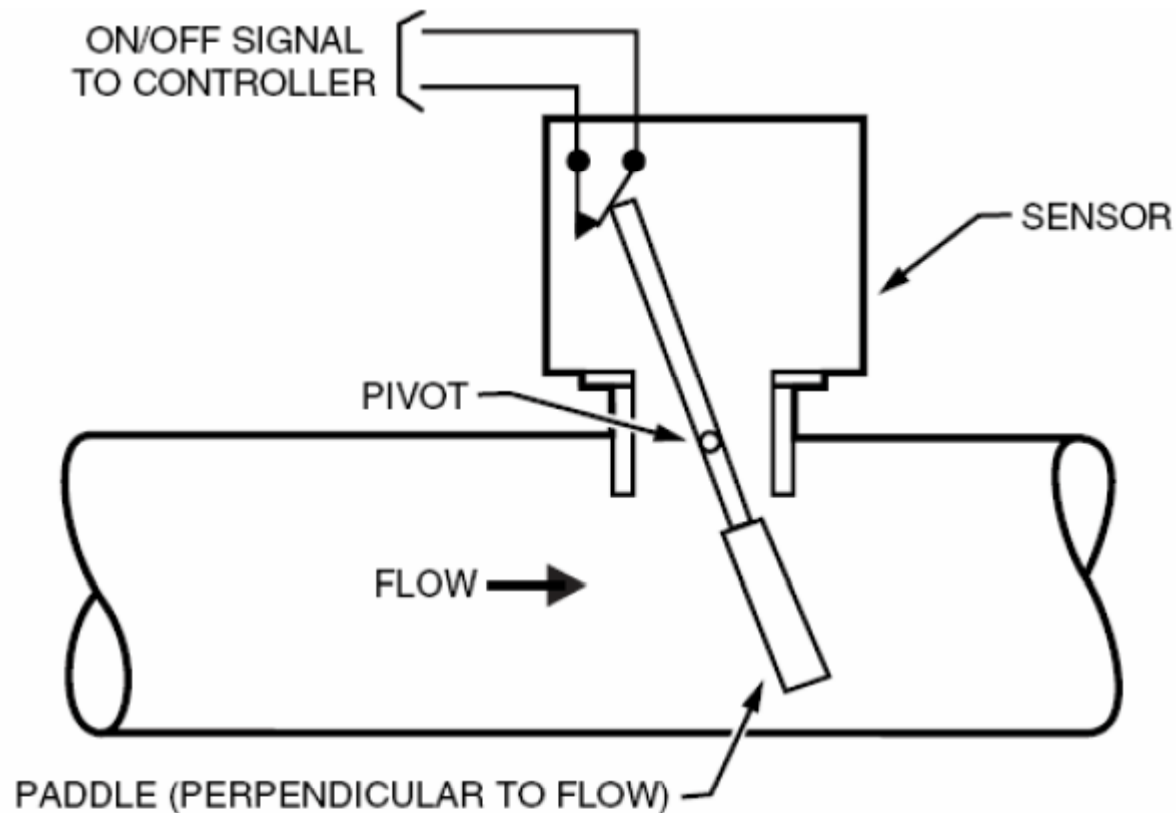 ON/OFF SIGNAL
TO CONTROLLER
SENSOR
PIVOT
FLOW
PADDLE (PERPENDICULAR TO FLOW)